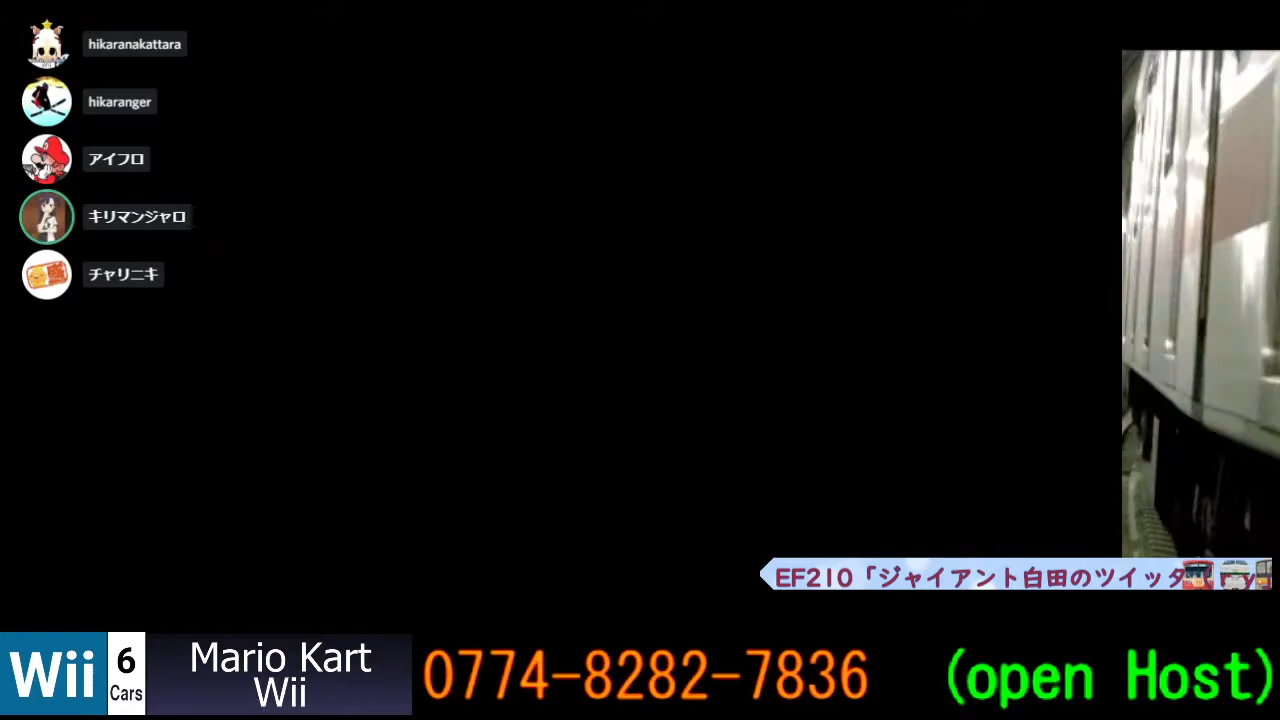 hikaranakattara
hikaranger
アイフロ
キリマンジャロ
チャリニキ
EF210「ジャイアント白田のツイッタ
Wii
6
Cars
Mario Kart
Wii
0774-8282-7836
(open Host)